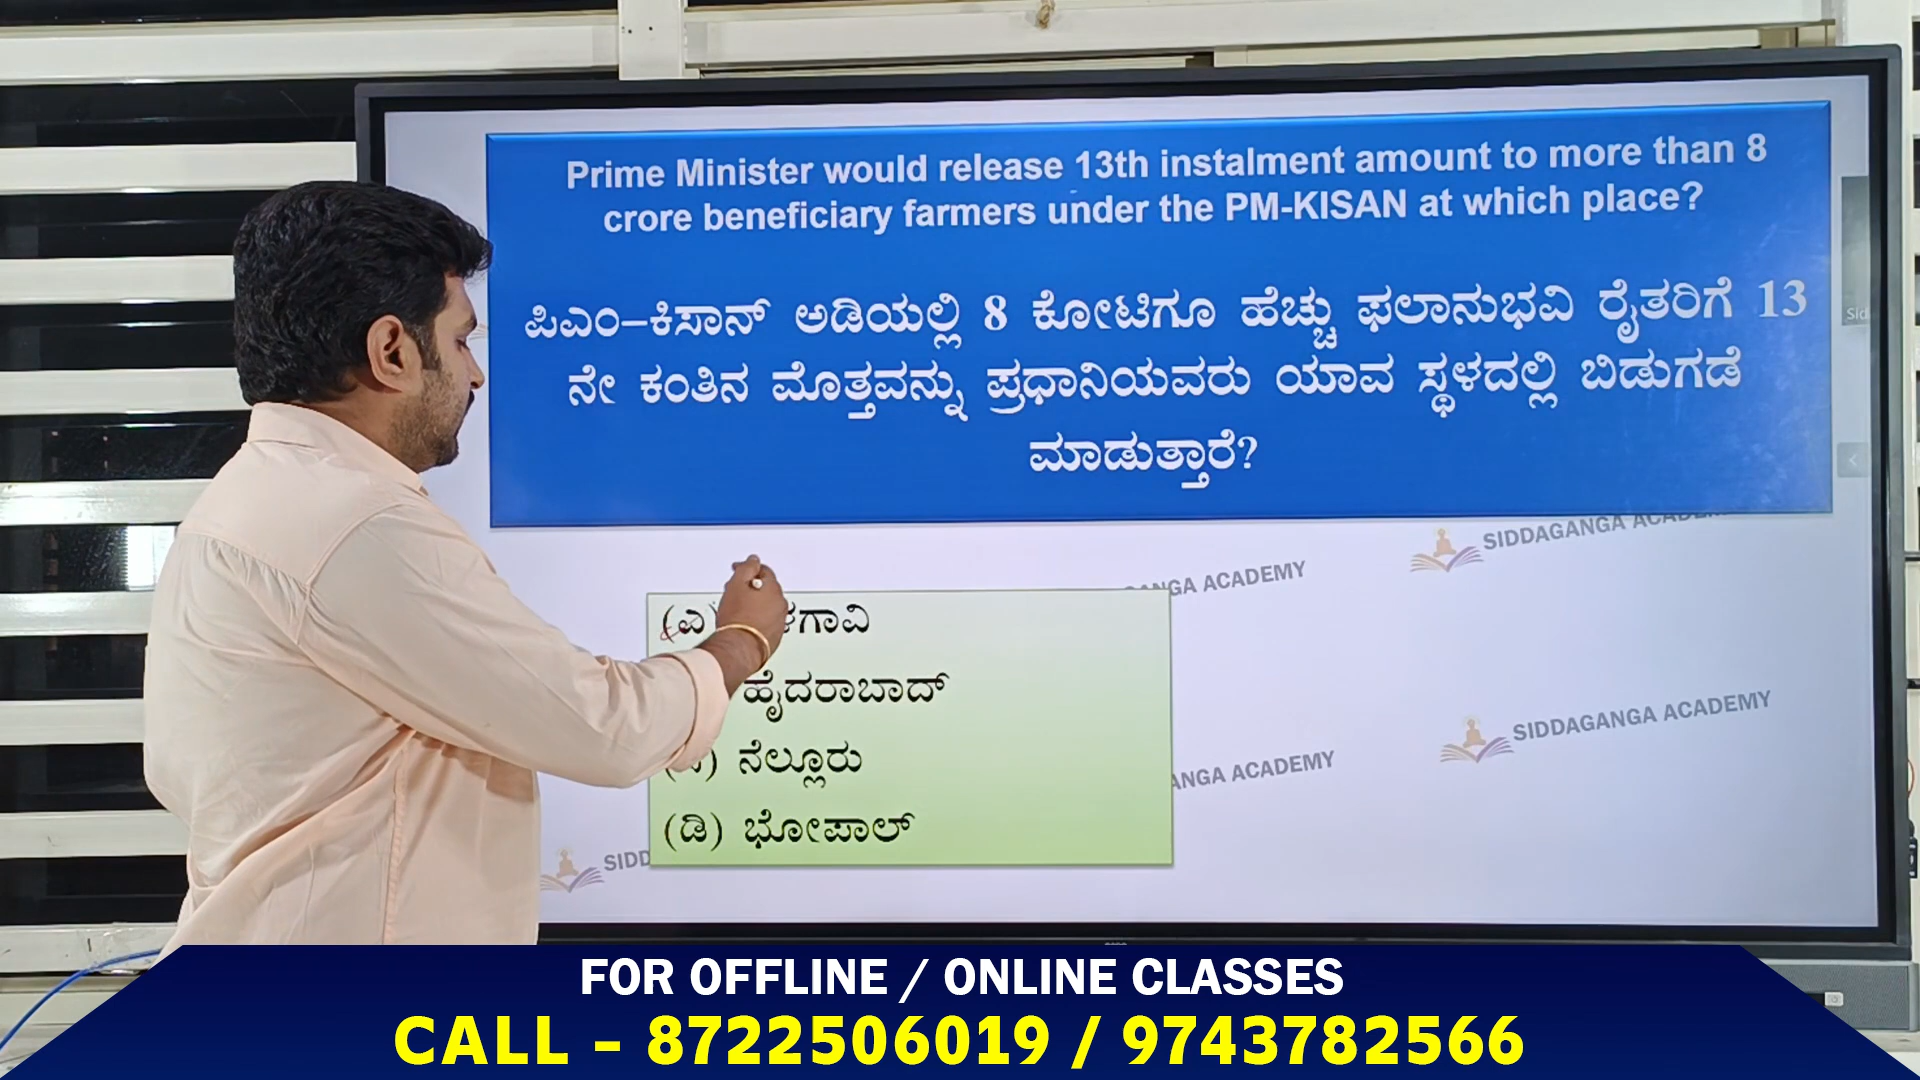 Prime Minister would release 13th instalment amount to more than 8
crore beneficiary farmers under the PM-KISAN at which place?
ಪಿಎಂ–ಕಿಸಾನ್ ಅಡಿಯಲ್ಲಿ 8 ಕೋಟಿಗೂ ಹೆಚ್ಚು ಫಲಾನುಭವಿ ರೈತರಿಗೆ 13
ನೇ ಕಂತಿನ ಮೊತ್ತವನ್ನು ಪ್ರಧಾನಿಯವರು ಯಾವ ಸ್ಥಳದಲ್ಲಿ ಬಿಡುಗಡೆ
ಮಾಡುತ್ತಾರೆ?
SIDDAGANGA ACADEMY
ACADEMY
(ಎ)
ಹೈದರಾಬಾದ್
ನೆಲ್ಲೂರು
(ಡಿ) ಭೋಪಾಲ್
SIDDAGANGA ACADEMY
ACADEMY
FOR OFFLINE / ONLINE CLASSES
CALL – 8722506019 / 9743782566